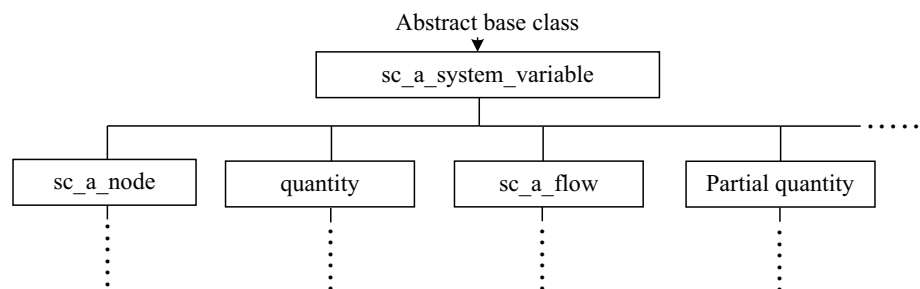 Abstract base class
sc_a_system_variable
sc_a_node
quantity
sc_a_flow
Partial quantity